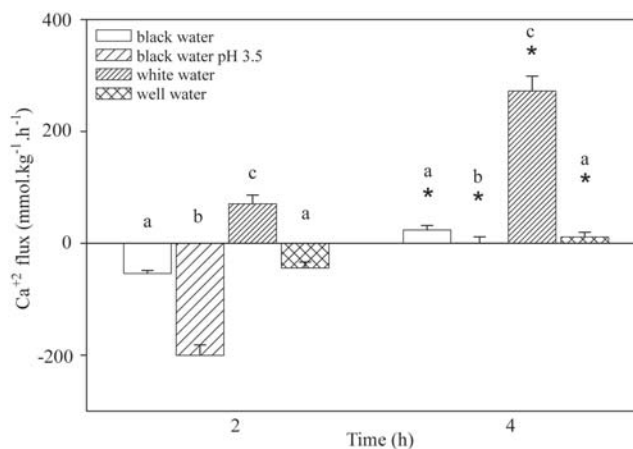 400
200
0
-200
Ca+2 flux (mmol.kg-1.h-1)
black water
black water pH 3.5
white water
well water
a
b
c
a
a
*
b
*
c
*
a
*
2
4
Time (h)